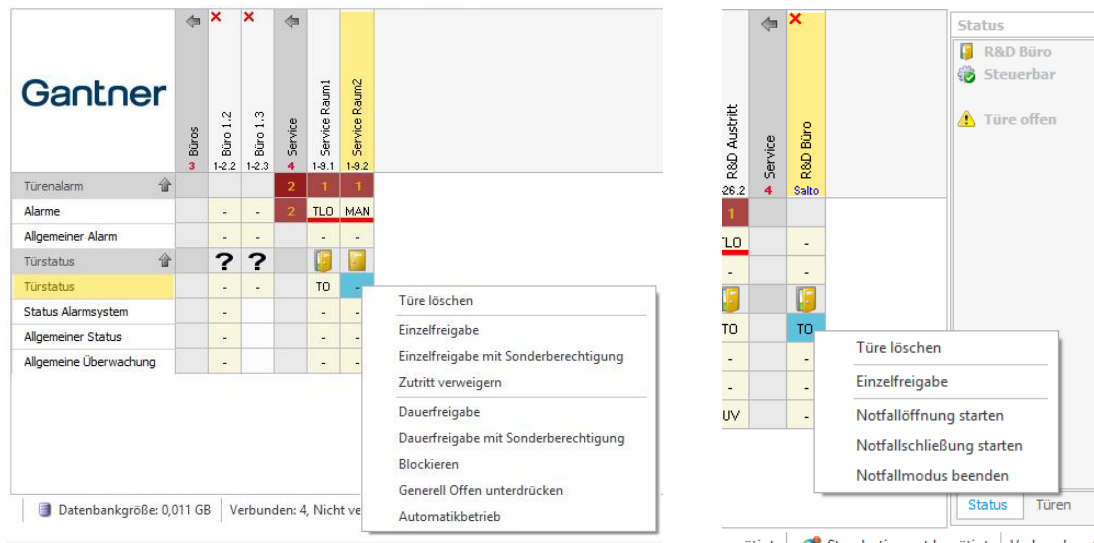 Gantner
Büros
3
Büro 1.2
1-2.2
Büro 1.3
1-2.3
Service
4
Service Raum1
1-9.1
Service Raum2
1-9.2
Türenalarm 2 1 1
Alarme - - 2 TLO MAN
Allgemeiner Alarm - - - -
Türstatus ? ?
Türstatus - - TO -
Status Alarmsystem - - -
Allgemeiner Status - - -
Allgemeine Überwachung - - -
Türe löschen
Einzelfreigabe
Einzelfreigabe mit Sonderberechtigung
Zutritt verweigern
Dauerfreigabe
Dauerfreigabe mit Sonderberechtigung
Blockieren
Generell Offen unterdrücken
Automatikbetrieb
Datenbankgröße: 0,011 GB
Verbunden: 4, Nicht ve
R&D Austritt
26.2
Service
4
R&D Büro
Salto
1
TLO -
- -
TO TO
- -
- -
UV -
Türe löschen
Einzelfreigabe
Notfallöffnung starten
Notfallschließung starten
Notfallmodus beenden
Status
R&D Büro
Steuerbar
Türe offen
Status Türen